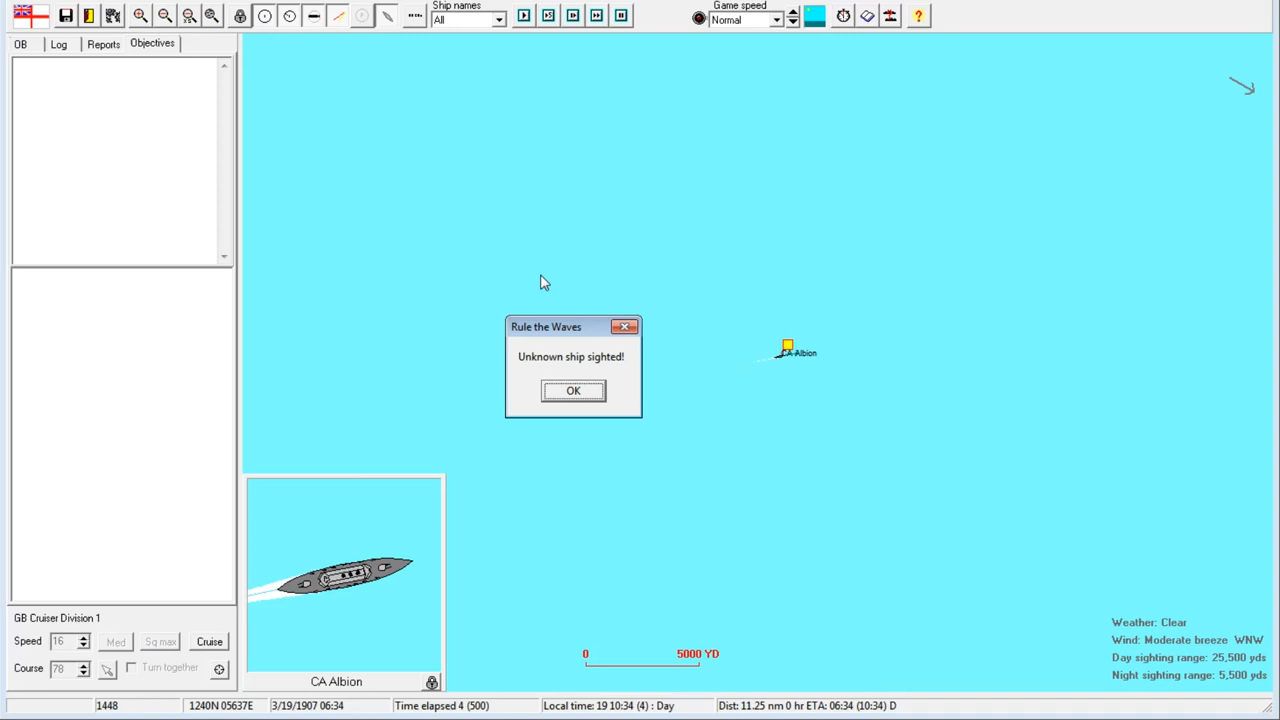 Ship names
All
Game speed
Normal
?
OB
Log
Reports
Objectives
CA Albion
Rule the Waves
Unknown ship sighted!
OK
CA Albion
GB Cruiser Division 1
Speed 16 Med Sq max Cruise
Course 78 Turn together
0 5000 YD
Weather: Clear
Wind: Moderate breeze WNW
Day sighting range: 25,500 yds
Night sighting range: 5,500 yds
1448 1240N 05637E 3/19/1907 06:34 Time elapsed 4 (500) Local time: 19 10:34 (4) : Day Dist: 11.25 nm 0 hr ETA: 06:34 (10:34) D